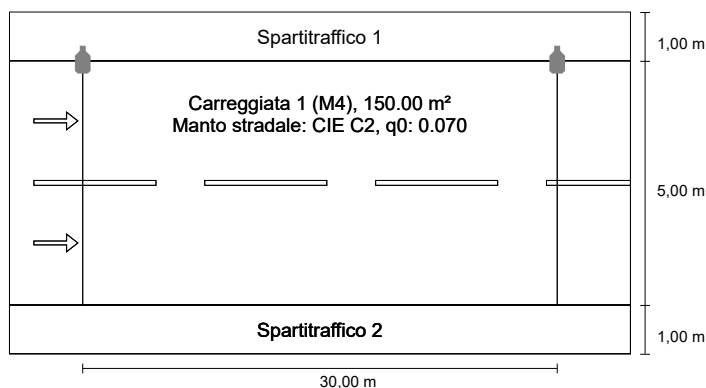 Spartitraffico 1
1,00 m
Carreggiata 1 (M4), 150.00 m²
Manto stradale: CIE C2, q0: 0.070
5,00 m
Spartitraffico 2
1,00 m
30,00 m